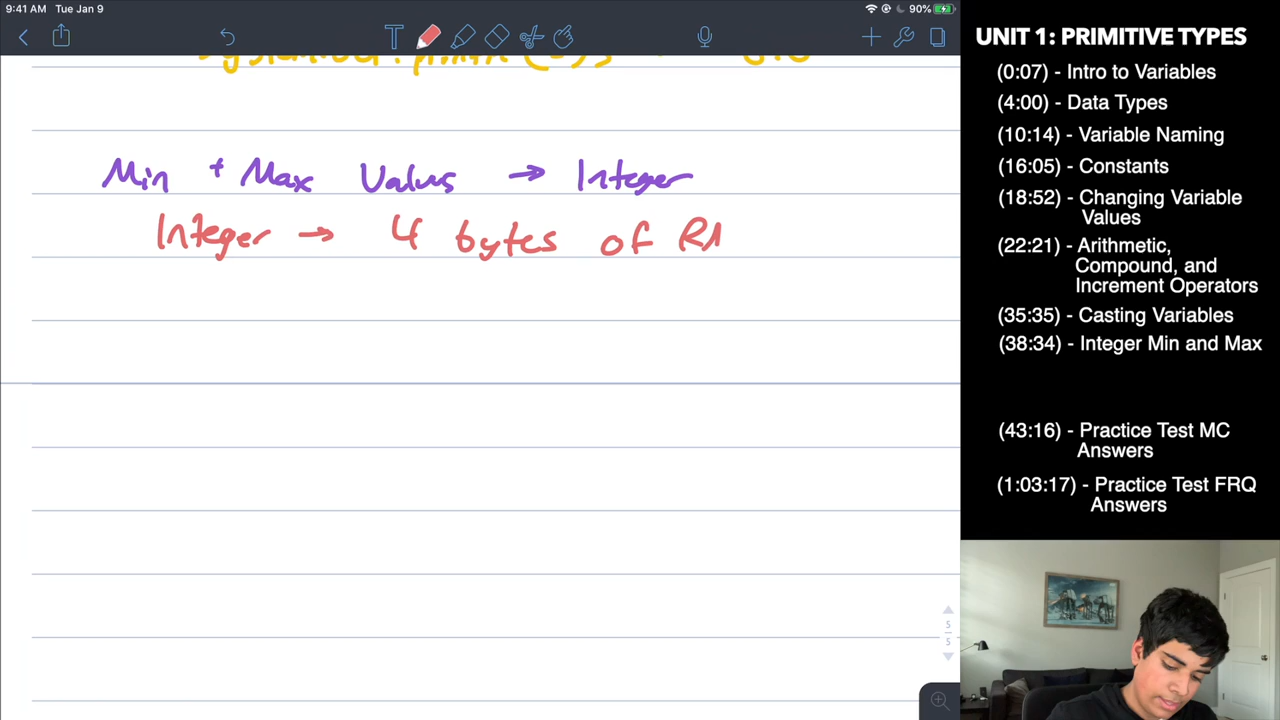 9:41 AM Tue Jan 9
90%
Min + Max Values → Integer
Integer → 4 bytes of RA
5
5
UNIT 1: PRIMITIVE TYPES
(0:07) - Intro to Variables
(4:00) - Data Types
(10:14) - Variable Naming
(16:05) - Constants
(18:52) - Changing Variable
Values
(22:21) - Arithmetic,
Compound, and
Increment Operators
(35:35) - Casting Variables
(38:34) - Integer Min and Max
(43:16) - Practice Test MC
Answers
(1:03:17) - Practice Test FRQ
Answers